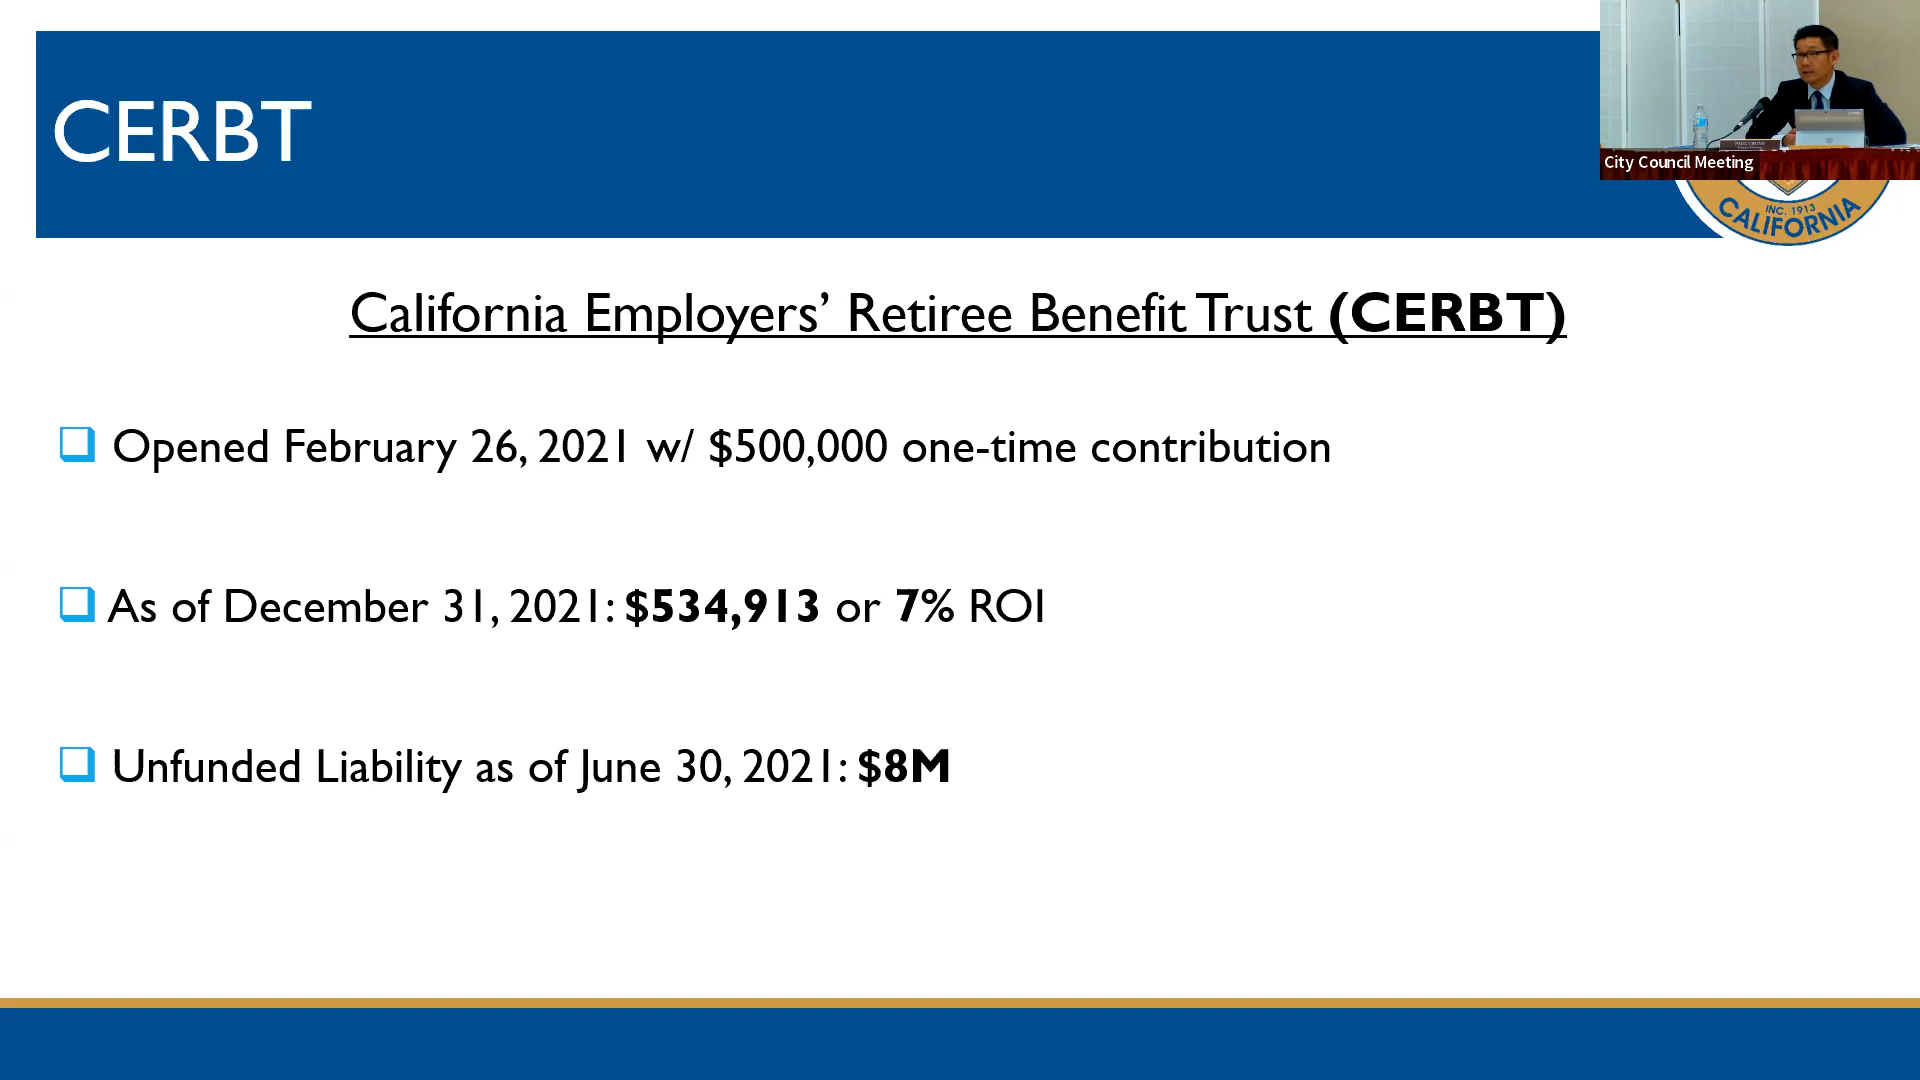 CERBT
City Council Meeting
INC. 1913
CALIFORNIA
California Employers’ Retiree Benefit Trust (CERBT)
Opened February 26, 2021 w/ $500,000 one-time contribution
As of December 31, 2021: $534,913 or 7% ROI
Unfunded Liability as of June 30, 2021: $8M